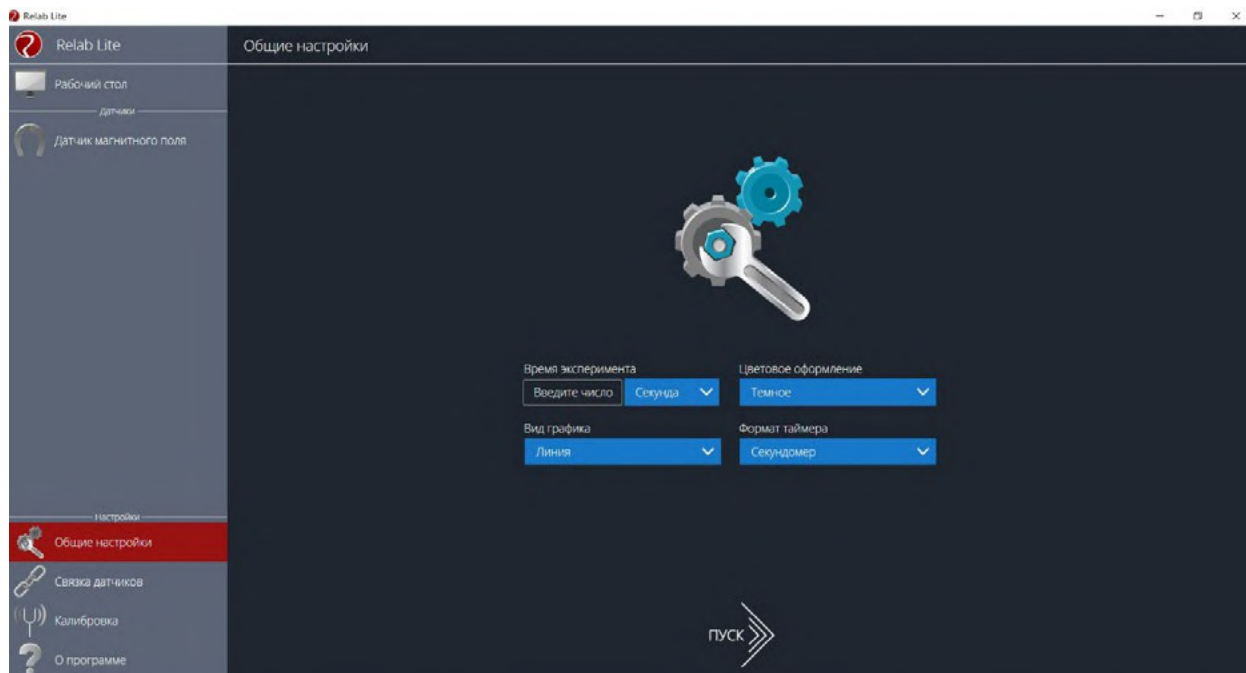 Relab Lite
Relab Lite
Общие настройки
Рабочий стол
Датчики
Датчик магнитного поля
Время эксперимента
Цветовое оформление
Введите число
Секунда
Темное
Вид графика
Формат таймера
Линия
Секундомер
Настройки
Общие настройки
Связка датчиков
Калибровка
ПУСК
О программе